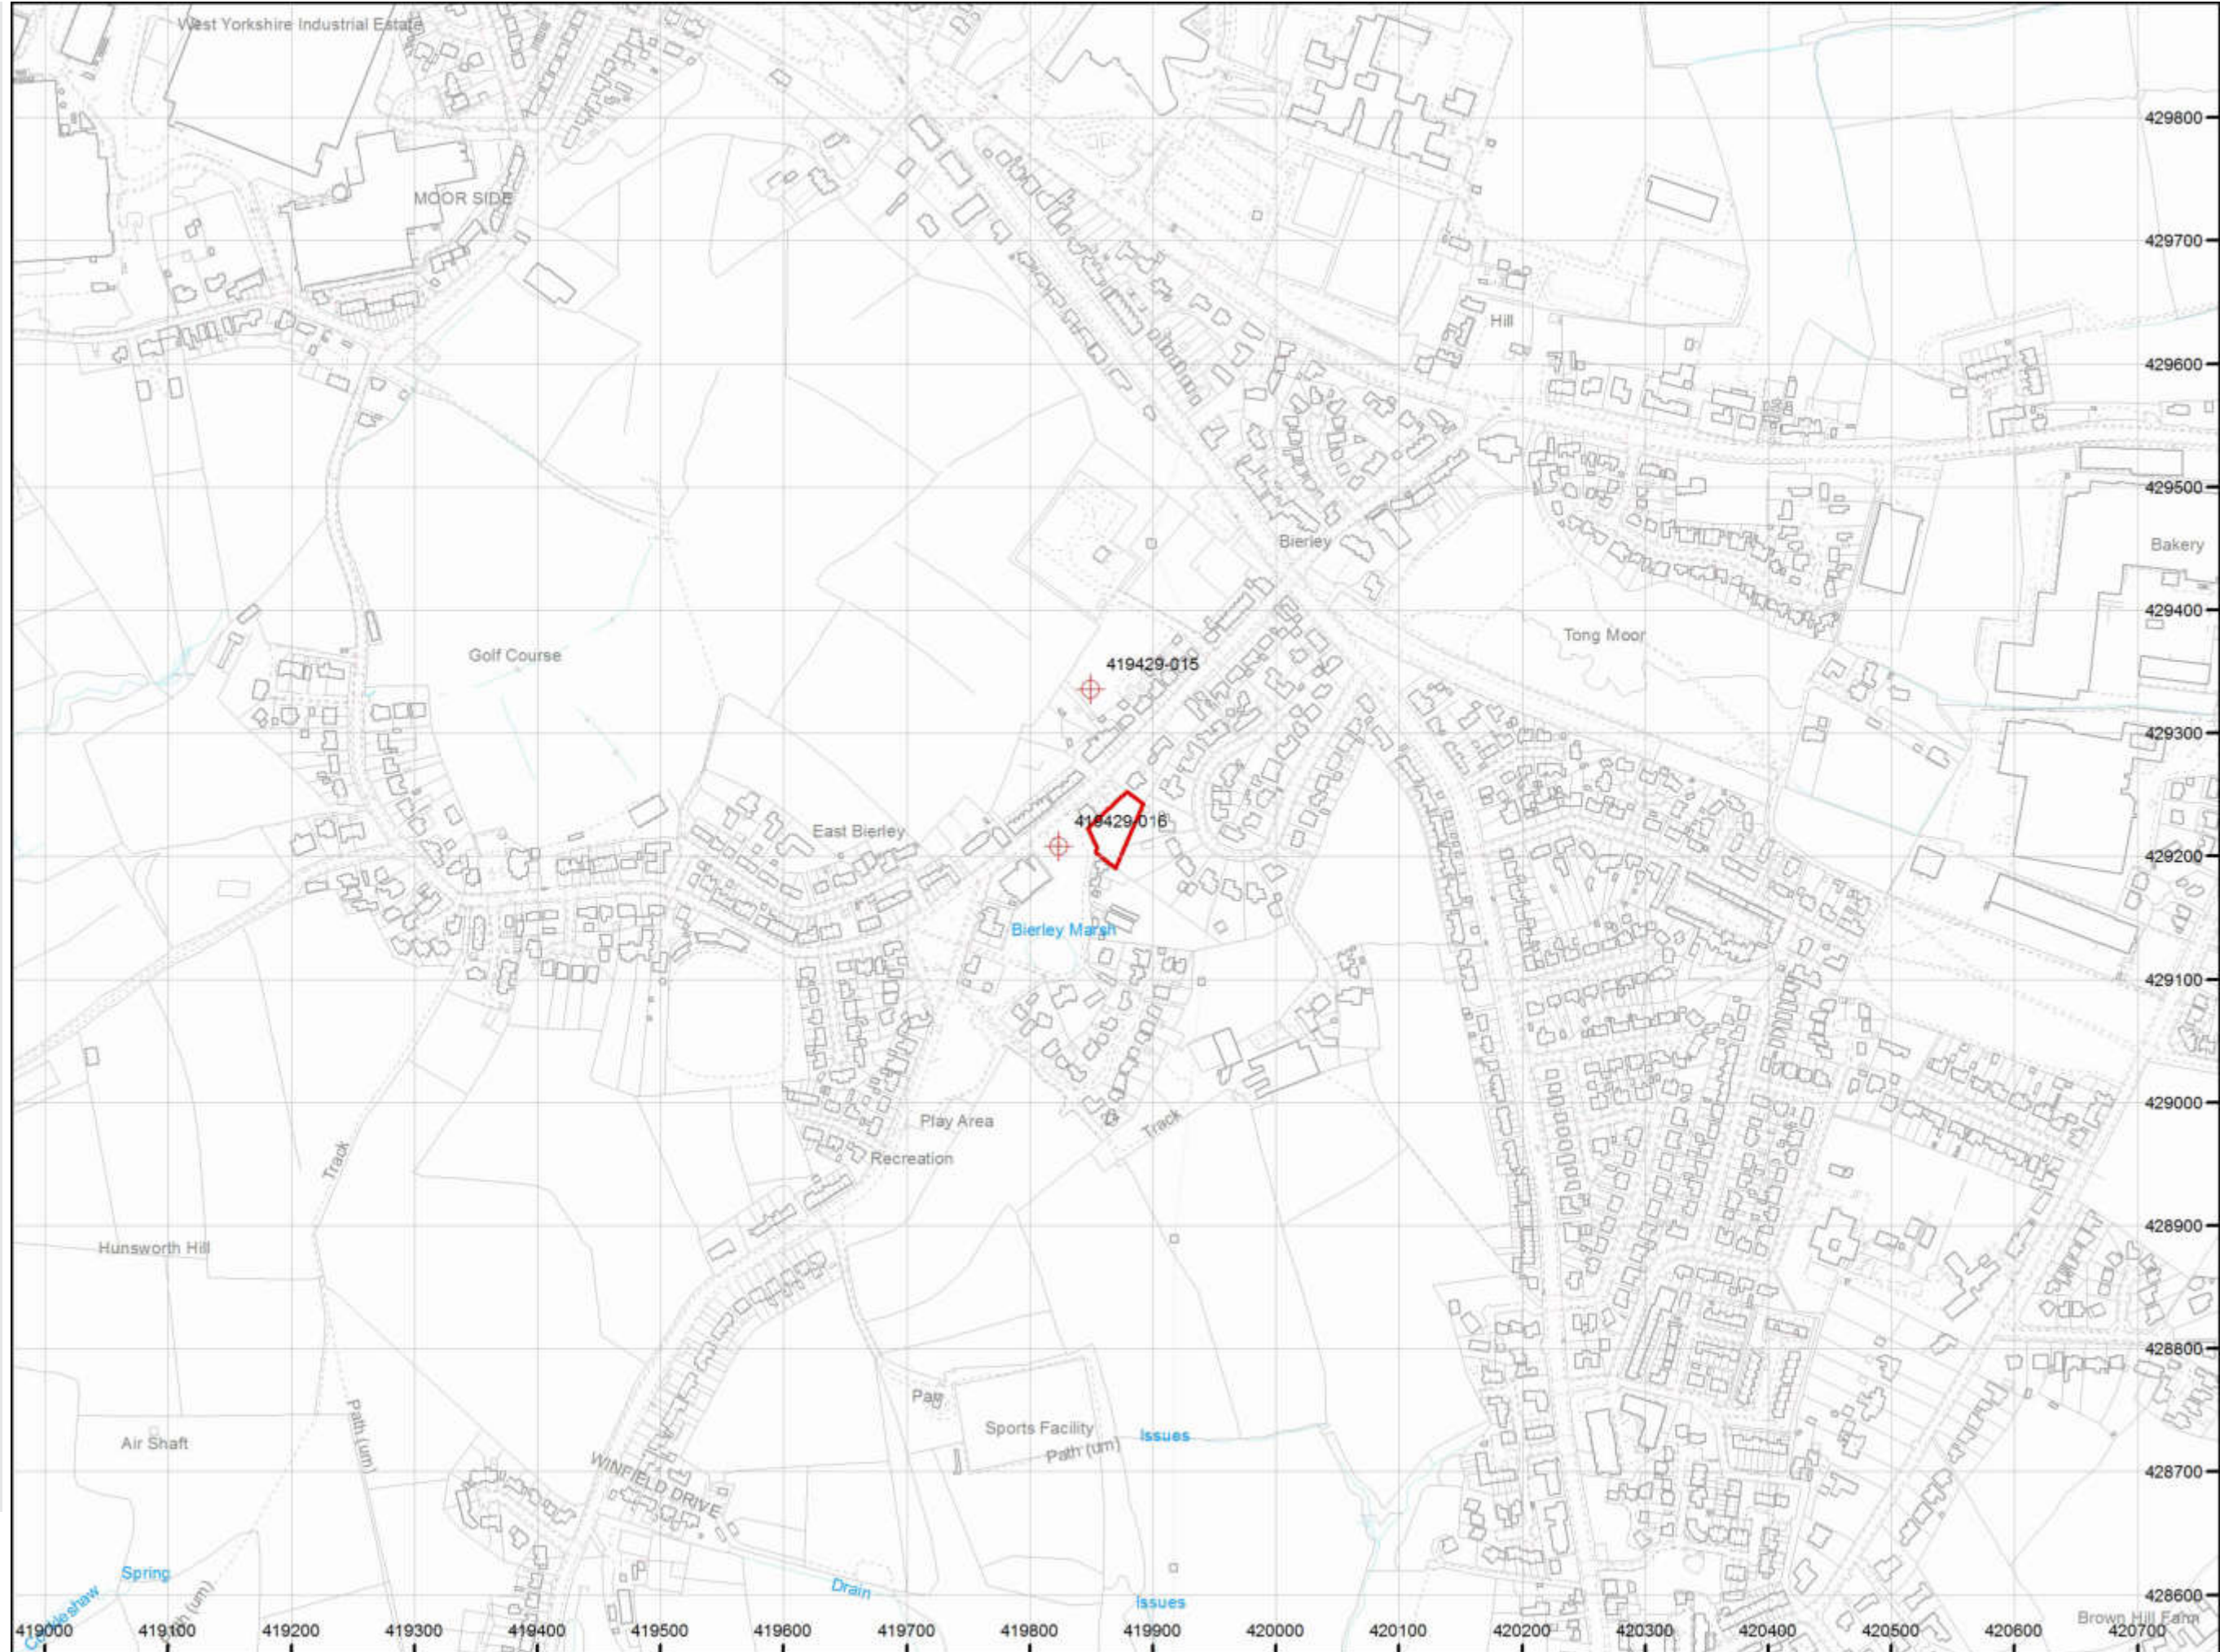 West Yorkshire Industrial Estate
429800
MOOR SIDE
429700
Hill
429600
429500
Bierley
Bakery
429400
Tong Moor
Golf Course
419429-015
429300
East Bierley
419429-016
429200
Bierley Marsh
429100
429000
Play Area
Track
Track
Recreation
428900
Hunsworth Hill
428800
Sports Facility
Path (um)
Issues
Air Shaft
Path (um)
WINFIELD DRIVE
428700
Spring
Drain
428600
Issues
(um)
Brown Hill Farm
419000 419100 419200 419300 419400 419500 419600 419700 419800 419900 420000 420100 420200 420300 420400 420500 420600 420700